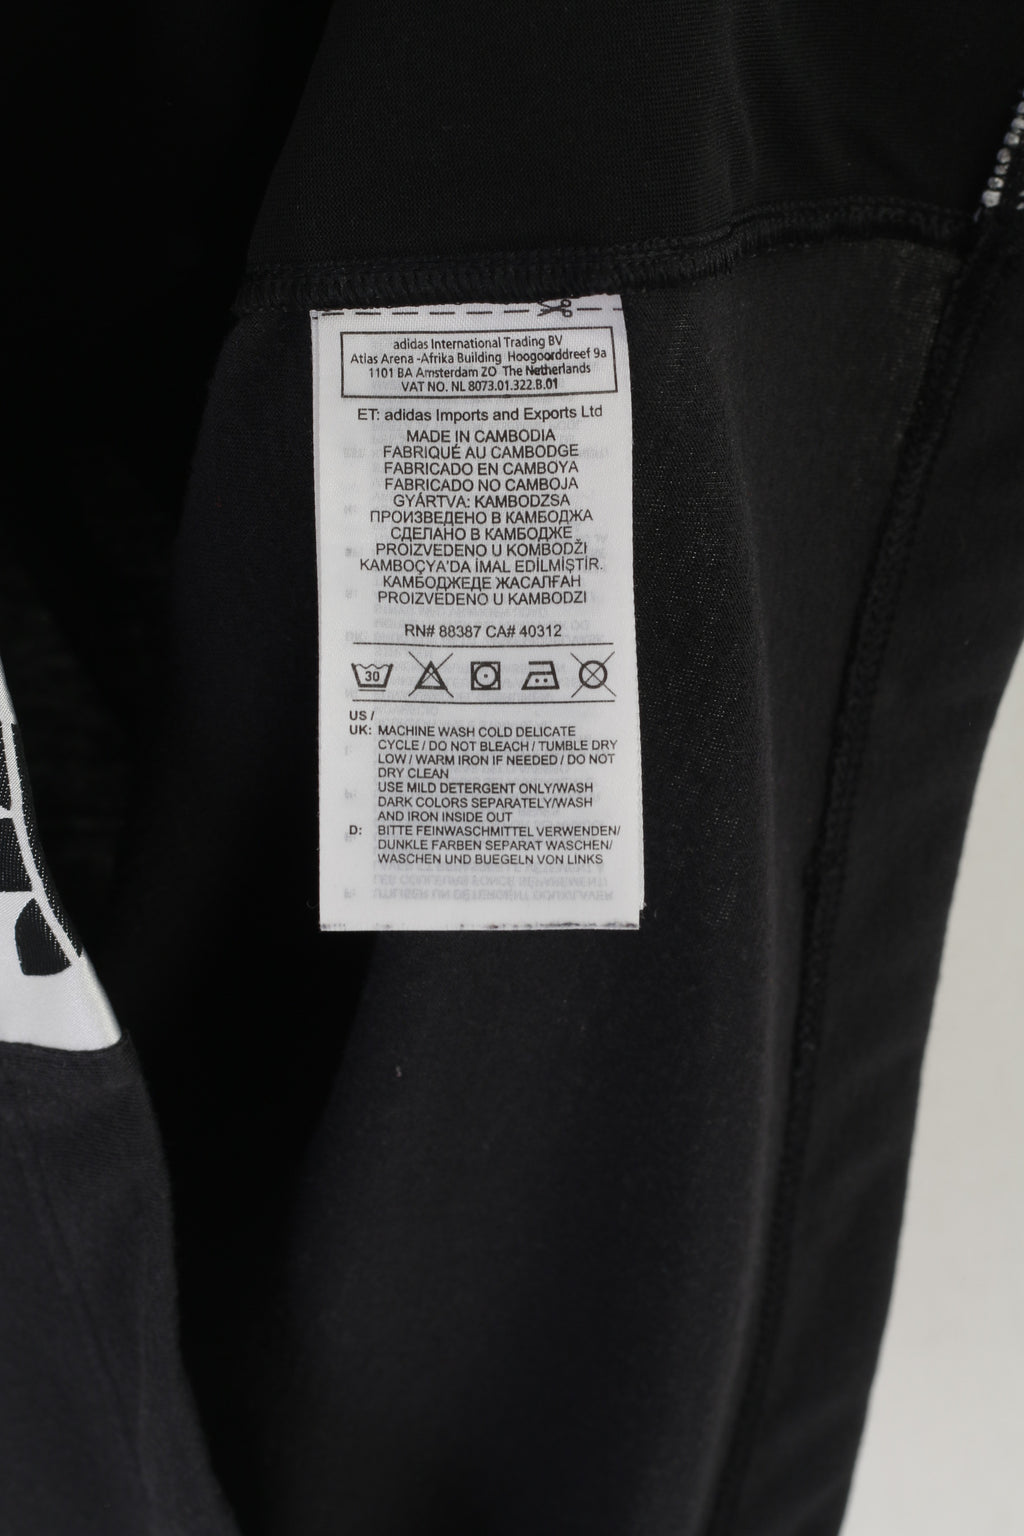 adidas International Trading BV
Atlas Arena -Afrika Building Hoogoorddreef 9a
1101 BA Amsterdam ZO The Netherlands
VAT NO. NL 8073.01.322.B.01
ET: adidas Imports and Exports Ltd
MADE IN CAMBODIA
FABRIQUÉ AU CAMBODGE
FABRICADO EN CAMBOYA
FABRICADO NO CAMBOJA
GYÁRTVA: KAMBODZSA
ПРОИЗВЕДЕНО В КАМБОДЖА
СДЕЛАНО В КАМБОДЖЕ
PROIZVEDENO U KOMBODŽI
KAMBOÇYA'DA İMAL EDİLMİŞTİR.
КАМБОДЖЕДЕ ЖАСАЛҒАН
PROIZVEDENO U KAMBODZI
RN# 88387 CA# 40312
30
US /
UK: MACHINE WASH COLD DELICATE
CYCLE / DO NOT BLEACH / TUMBLE DRY
LOW / WARM IRON IF NEEDED / DO NOT
DRY CLEAN
USE MILD DETERGENT ONLY/WASH
DARK COLORS SEPARATELY/WASH
AND IRON INSIDE OUT
D: BITTE FEINWASCHMITTEL VERWENDEN/
DUNKLE FARBEN SEPARAT WASCHEN/
WASCHEN UND BUEGELN VON LINKS